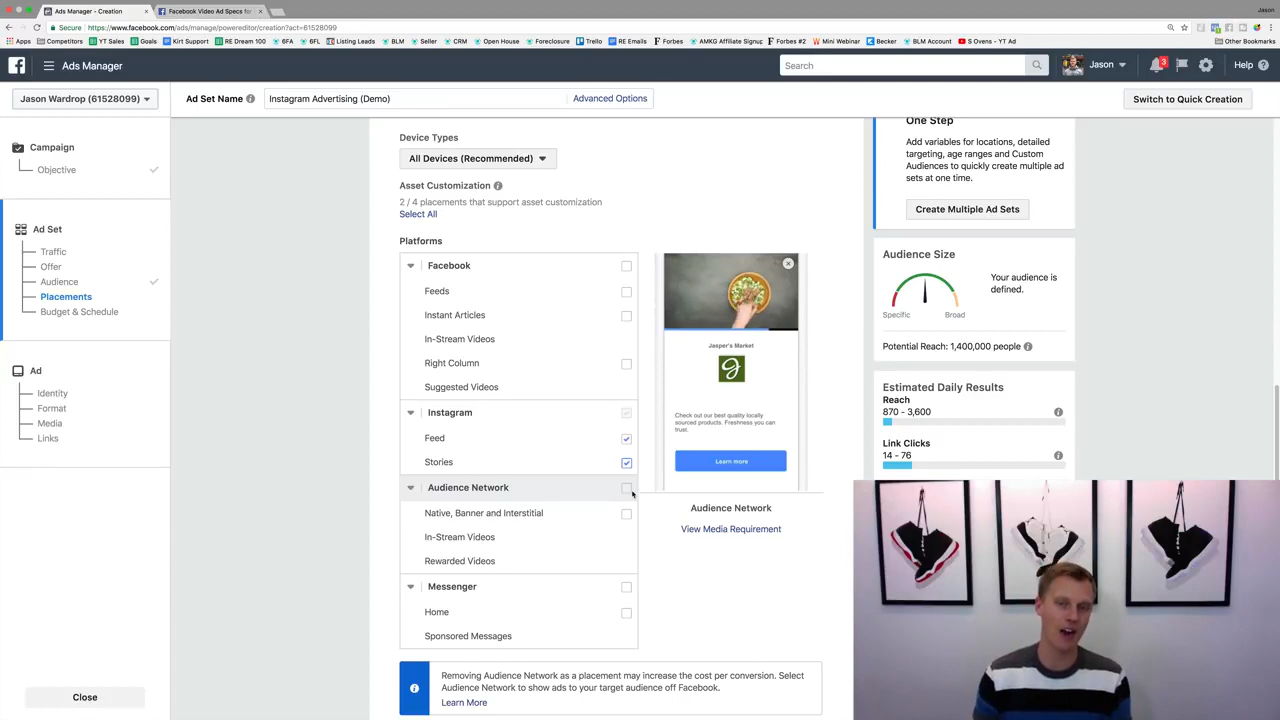 Jason
Ads Manager - Creation
Facebook Video Ad Specs for
Secure
https://www.facebook.com/ads/manage/powereditor/creation?act=61528099
Apps
Competitors
YT Sales
Goals
Kirt Support
RE Dream 100
6FA
6FL
Listing Leads
BLM
Seller
CRM
Open House
Foreclosure
Trello
RE Emails
Forbes
AMKG Affiliate Signup
Forbes #2
Mini Webinar
Becker
BLM Account
S Ovens - YT Ad
Other Bookmarks
Ads Manager
Search
Jason
3
Help
Jason Wardrop (61528099)
Ad Set Name
Instagram Advertising (Demo)
Advanced Options
Switch to Quick Creation
Campaign
Objective
Ad Set
Traffic
Offer
Audience
Placements
Budget & Schedule
Ad
Identity
Format
Media
Links
Close
Device Types
All Devices (Recommended)
Asset Customization
2 / 4 placements that support asset customization
Select All
Platforms
Facebook
Feeds
Instant Articles
In-Stream Videos
Right Column
Suggested Videos
Instagram
Feed
Stories
Audience Network
Native, Banner and Interstitial
In-Stream Videos
Rewarded Videos
Messenger
Home
Sponsored Messages
Jasper's Market
Check out our best quality locally
sourced products. Freshness you can
trust.
Learn more
Audience Network
View Media Requirement
Removing Audience Network as a placement may increase the cost per conversion. Select
Audience Network to show ads to your target audience off Facebook.
Learn More
One Step
Add variables for locations, detailed
targeting, age ranges and Custom
Audiences to quickly create multiple ad
sets at one time.
Create Multiple Ad Sets
Audience Size
Your audience is
defined.
Specific
Broad
Potential Reach: 1,400,000 people
Estimated Daily Results
Reach
870 - 3,600
Link Clicks
14 - 76